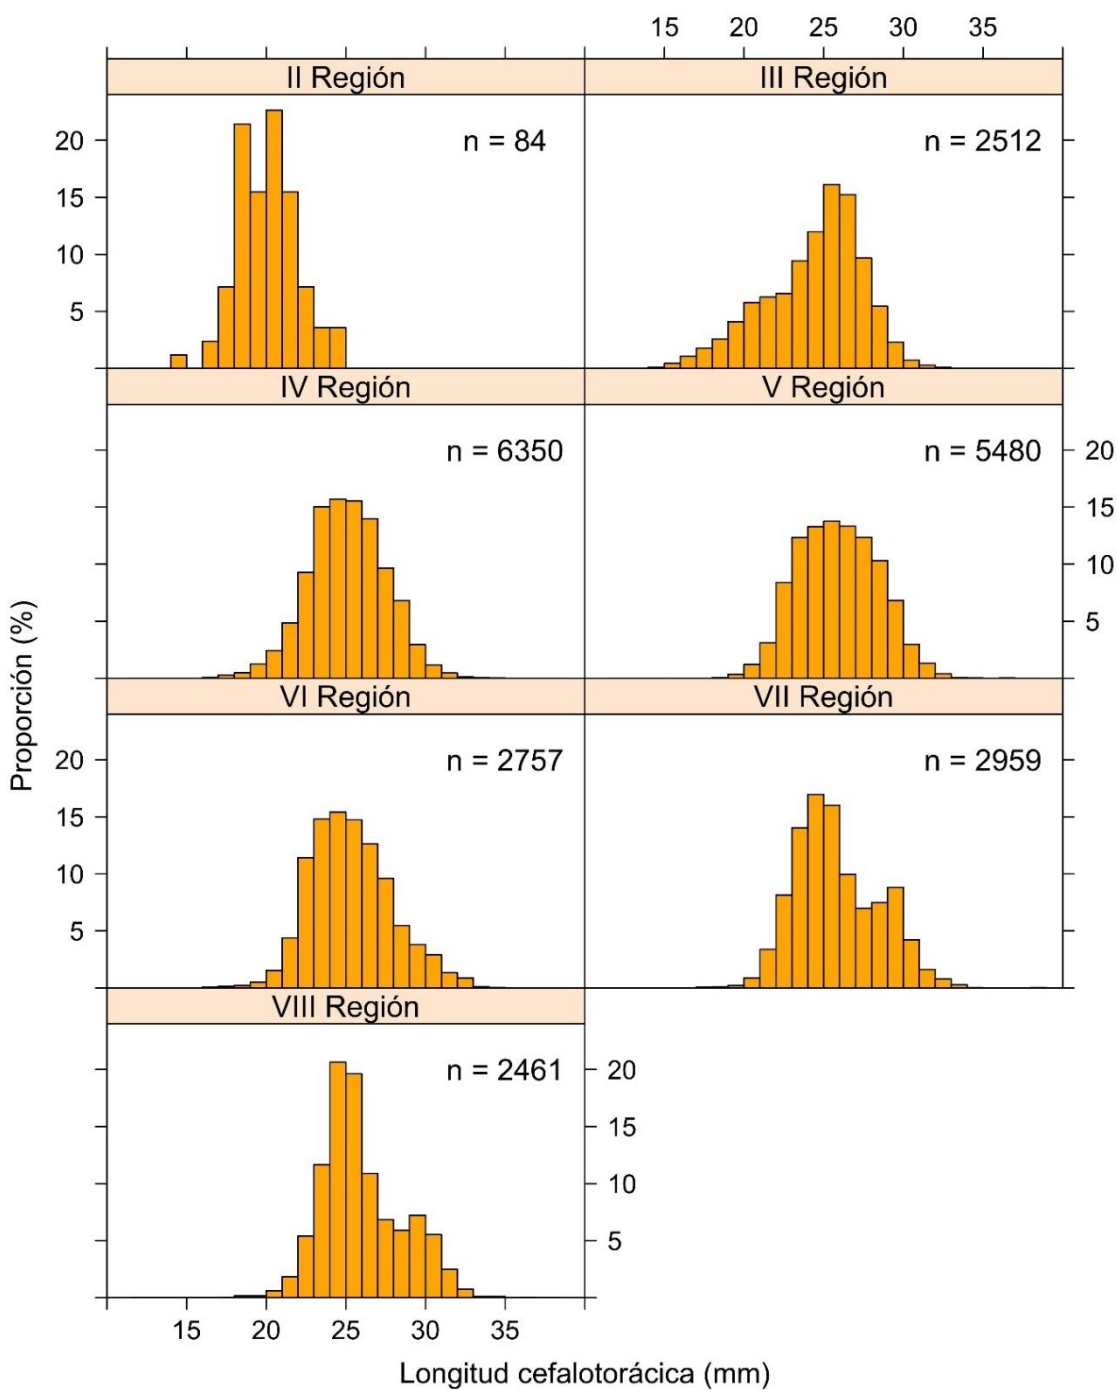 15 20 25 30 35
II Región
III Región
n = 84
n = 2512
20
15
10
5
IV Región
V Región
n = 6350
n = 5480
20
15
10
5
Proporción (%)
VI Región
VII Región
n = 2757
n = 2959
20
15
10
5
VIII Región
n = 2461
20
15
10
5
15 20 25 30 35
Longitud cefalotorácica (mm)